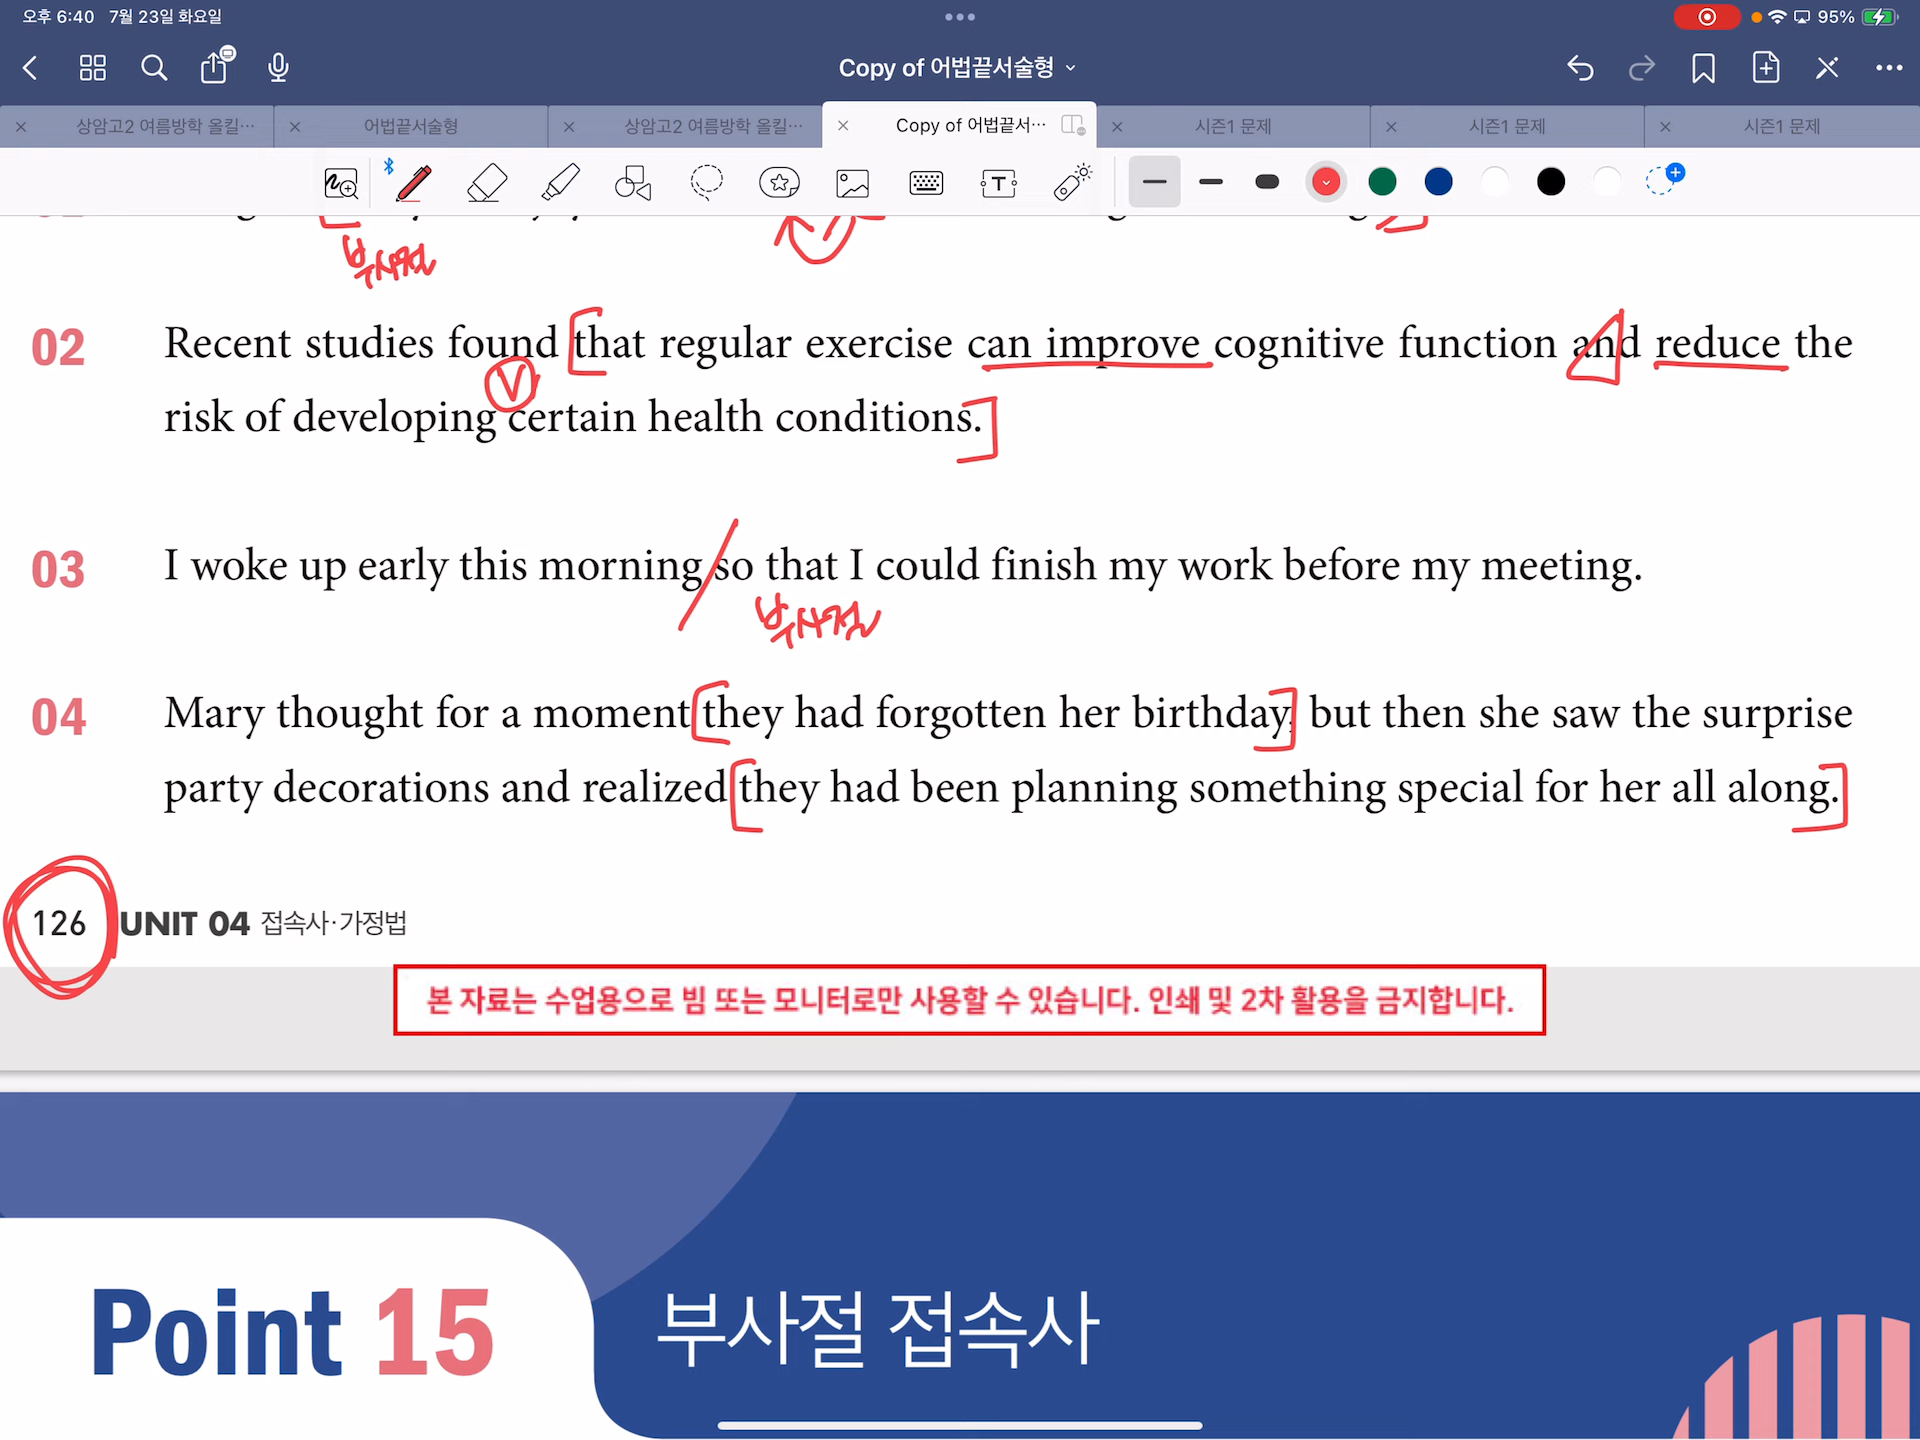 오후 6:40 7월 23일 화요일
95%
Copy of 어법끝서술형
상암고2 여름방학 올킬…
어법끝서술형
상암고2 여름방학 올킬…
Copy of 어법끝서…
시즌1 문제
시즌1 문제
시즌1 문제
부사절
02 Recent studies found [that regular exercise can improve cognitive function and reduce the
V
risk of developing certain health conditions.]
03 I woke up early this morning / so that I could finish my work before my meeting.
부사절
04 Mary thought for a moment [they had forgotten her birthday,] but then she saw the surprise
party decorations and realized [they had been planning something special for her all along.]
126 UNIT 04 접속사·가정법
본 자료는 수업용으로 빔 또는 모니터로만 사용할 수 있습니다. 인쇄 및 2차 활용을 금지합니다.
Point 15 부사절 접속사